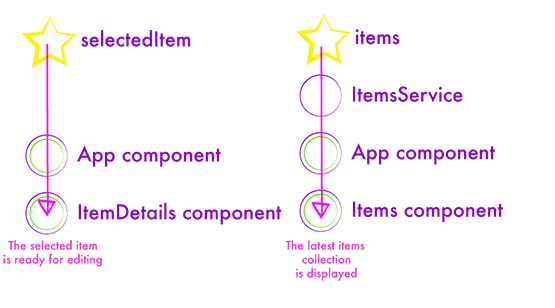 selectedItem
App component
ItemDetails component
The selected item
is ready for editing
items
ItemsService
App component
Items component
The latest items
collection
is displayed